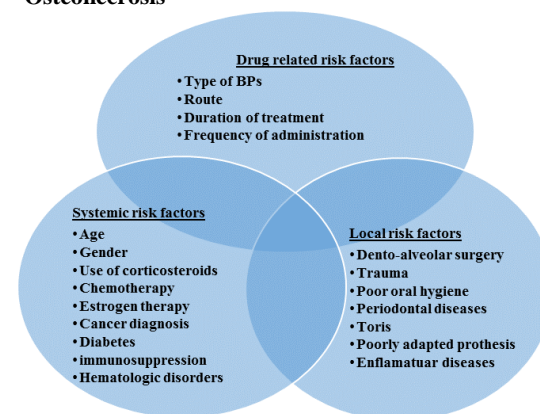 Drug related risk factors
•Type of BPs
•Route
•Duration of treatment
•Frequency of administration
Systemic risk factors
•Age
•Gender
•Use of corticosteroids
•Chemotherapy
•Estrogen therapy
•Cancer diagnosis
•Diabetes
•immunosuppression
•Hematologic disorders
Local risk factors
•Dento-alveolar surgery
•Trauma
•Poor oral hygiene
•Periodontal diseases
•Toris
•Poorly adapted prothesis
•Enflamatuar diseases